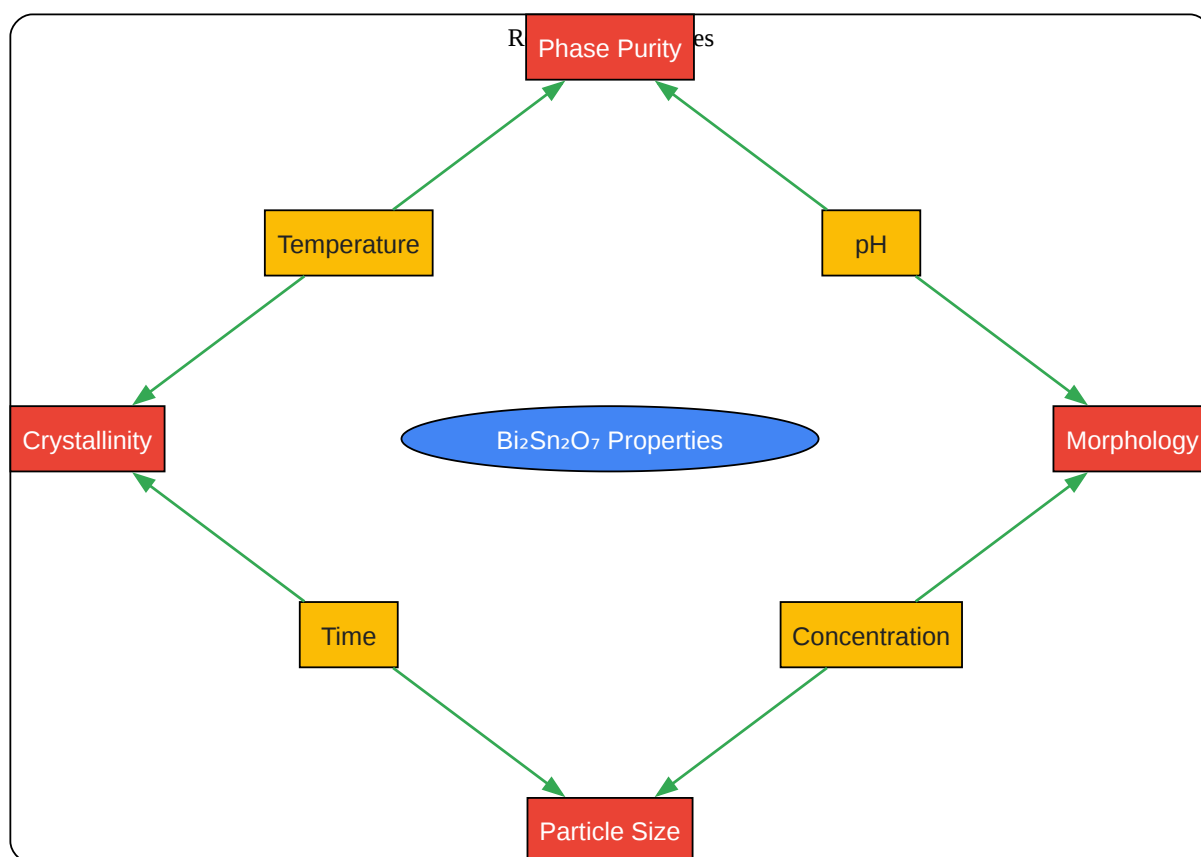 Phase Purity
Temperature
pH
Crystallinity
Bi₂Sn₂O₇ Properties
Morphology
Time
Concentration
Particle Size